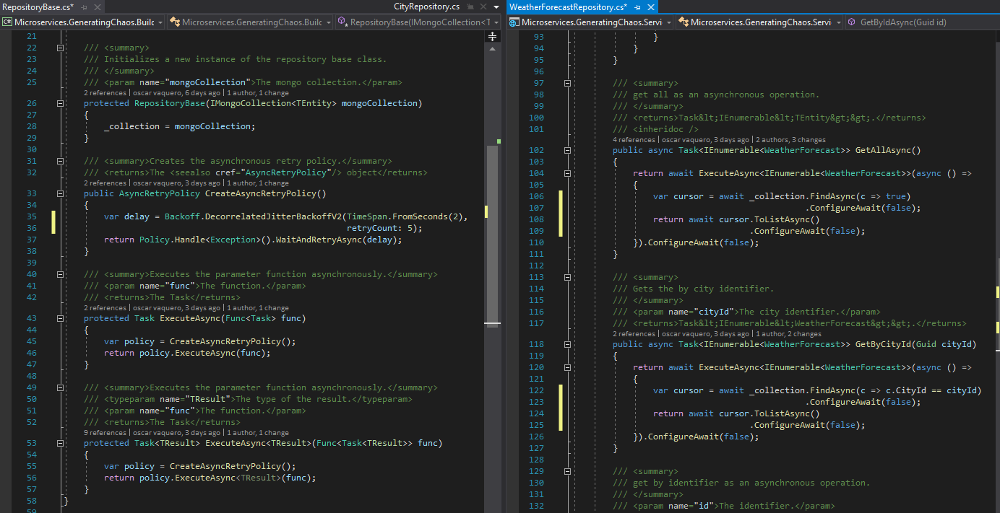 RepositoryBase.cs*
CityRepository.cs
Microservices.GeneratingChaos.Builc
Microservices.GeneratingChaos.Builc
RepositoryBase(IMongoCollection<T
21
22 /// <summary>
23 /// Initializes a new instance of the repository base class.
24 /// </summary>
25 /// <param name="mongoCollection">The mongo collection.</param>
2 references | oscar vaquero, 6 days ago | 1 author, 1 change
26 protected RepositoryBase(IMongoCollection<TEntity> mongoCollection)
27 {
28 _collection = mongoCollection;
29 }
30
31 /// <summary>Creates the asynchronous retry policy.</summary>
32 /// <returns>The <seealso cref="AsyncRetryPolicy"/> object</returns>
2 references | oscar vaquero, 3 days ago | 1 author, 1 change
33 public AsyncRetryPolicy CreateAsyncRetryPolicy()
34 {
35 var delay = Backoff.DecorrelatedJitterBackoffV2(TimeSpan.FromSeconds(2),
36 retryCount: 5);
37 return Policy.Handle<Exception>().WaitAndRetryAsync(delay);
38 }
39
40 /// <summary>Executes the parameter function asynchronously.</summary>
41 /// <param name="func">The function.</param>
42 /// <returns>The Task</returns>
2 references | oscar vaquero, 3 days ago | 1 author, 1 change
43 protected Task ExecuteAsync(Func<Task> func)
44 {
45 var policy = CreateAsyncRetryPolicy();
46 return policy.ExecuteAsync(func);
47 }
48
49 /// <summary>Executes the parameter function asynchronously.</summary>
50 /// <typeparam name="TResult">The type of the result.</typeparam>
51 /// <param name="func">The function.</param>
52 /// <returns>The Task</returns>
9 references | oscar vaquero, 3 days ago | 1 author, 1 change
53 protected Task<TResult> ExecuteAsync<TResult>(Func<Task<TResult>> func)
54 {
55 var policy = CreateAsyncRetryPolicy();
56 return policy.ExecuteAsync<TResult>(func);
57 }
58 }
59
WeatherForecastRepository.cs*
Microservices.GeneratingChaos.Servi
Microservices.GeneratingChaos.Servi
GetByIdAsync(Guid id)
93 }
94 }
95 }
96
97 /// <summary>
98 /// get all as an asynchronous operation.
99 /// </summary>
100 /// <returns>Task&lt;IEnumerable&lt;TEntity&gt;&gt;.</returns>
101 /// <inheridoc />
4 references | oscar vaquero, 3 days ago | 2 authors, 3 changes
102 public async Task<IEnumerable<WeatherForecast>> GetAllAsync()
103 {
104 return await ExecuteAsync<IEnumerable<WeatherForecast>>(async () =>
105 {
106 var cursor = await _collection.FindAsync(c => true)
107 .ConfigureAwait(false);
108 return await cursor.ToListAsync()
109 .ConfigureAwait(false);
110 }).ConfigureAwait(false);
111 }
112
113 /// <summary>
114 /// Gets the by city identifier.
115 /// </summary>
116 /// <param name="cityId">The city identifier.</param>
117 /// <returns>Task&lt;IEnumerable&lt;WeatherForecast&gt;&gt;.</returns>
2 references | oscar vaquero, 3 days ago | 1 author, 2 changes
118 public async Task<IEnumerable<WeatherForecast>> GetByCityId(Guid cityId)
119 {
120 return await ExecuteAsync<IEnumerable<WeatherForecast>>(async () =>
121 {
122 var cursor = await _collection.FindAsync(c => c.CityId == cityId)
123 .ConfigureAwait(false);
124 return await cursor.ToListAsync()
125 .ConfigureAwait(false);
126 }).ConfigureAwait(false);
127 }
128
129 /// <summary>
130 /// get by identifier as an asynchronous operation.
131 /// </summary>
132 /// <param name="id">The identifier.</param>